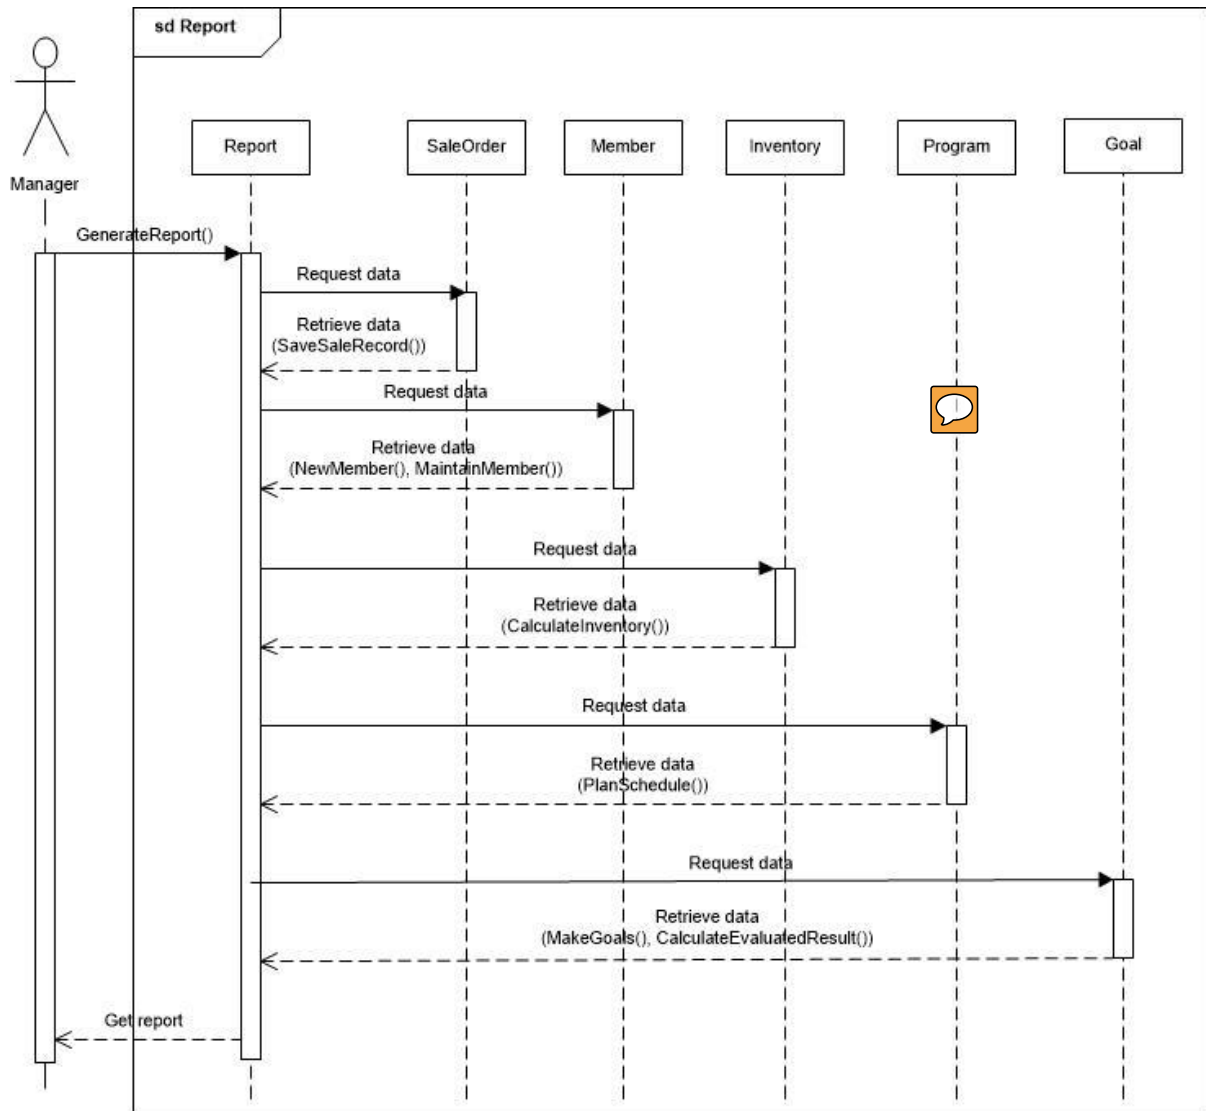 sd Report
Manager
Report
SaleOrder
Member
Inventory
Program
Goal
GenerateReport()
Request data
Retrieve data
(SaveSaleRecord())
Request data
Retrieve data
(NewMember(), MaintainMember())
Request data
Retrieve data
(CalculateInventory())
Request data
Retrieve data
(PlanSchedule())
Request data
Retrieve data
(MakeGoals(), CalculateEvaluatedResult())
Get report